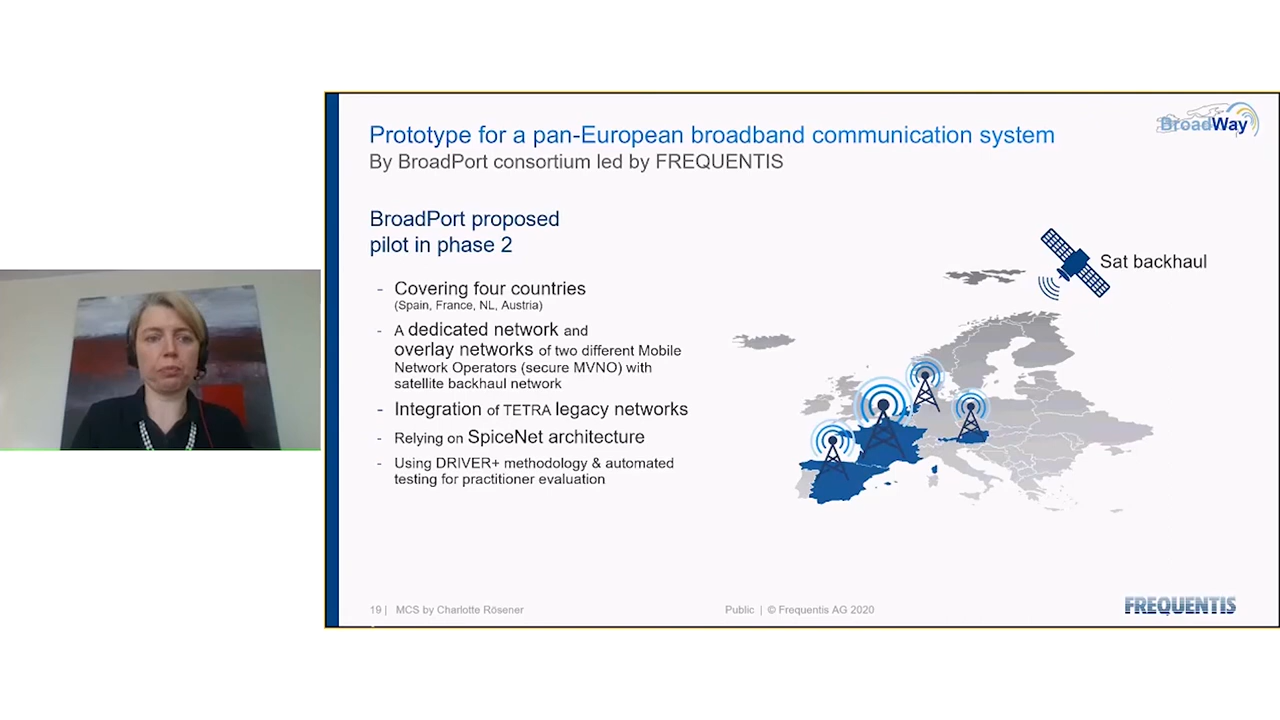 BroadWay
Prototype for a pan-European broadband communication system
By BroadPort consortium led by FREQUENTIS
BroadPort proposed
pilot in phase 2
- Covering four countries
(Spain, France, NL, Austria)
- A dedicated network and
overlay networks of two different Mobile
Network Operators (secure MVNO) with
satellite backhaul network
- Integration of TETRA legacy networks
- Relying on SpiceNet architecture
- Using DRIVER+ methodology & automated
testing for practitioner evaluation
Sat backhaul
19 | MCS by Charlotte Rösener
Public | © Frequentis AG 2020
FREQUENTIS